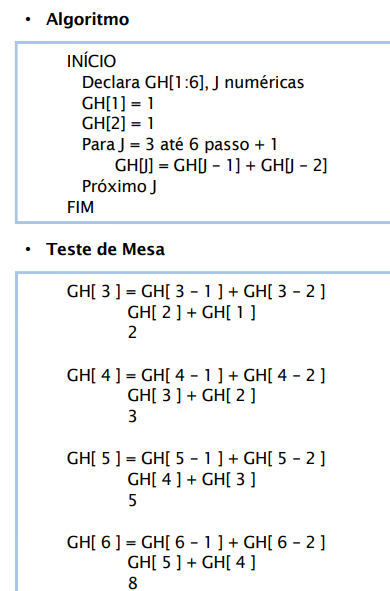 • Algoritmo
INÍCIO
Declara GH[1:6], J numéricas
GH[1] = 1
GH[2] = 1
Para J = 3 até 6 passo + 1
GH[J] = GH[J – 1] + GH[J – 2]
Próximo J
FIM
• Teste de Mesa
GH[ 3 ] = GH[ 3 – 1 ] + GH[ 3 – 2 ]
GH[ 2 ] + GH[ 1 ]
2
GH[ 4 ] = GH[ 4 – 1 ] + GH[ 4 – 2 ]
GH[ 3 ] + GH[ 2 ]
3
GH[ 5 ] = GH[ 5 – 1 ] + GH[ 5 – 2 ]
GH[ 4 ] + GH[ 3 ]
5
GH[ 6 ] = GH[ 6 – 1 ] + GH[ 6 – 2 ]
GH[ 5 ] + GH[ 4 ]
8